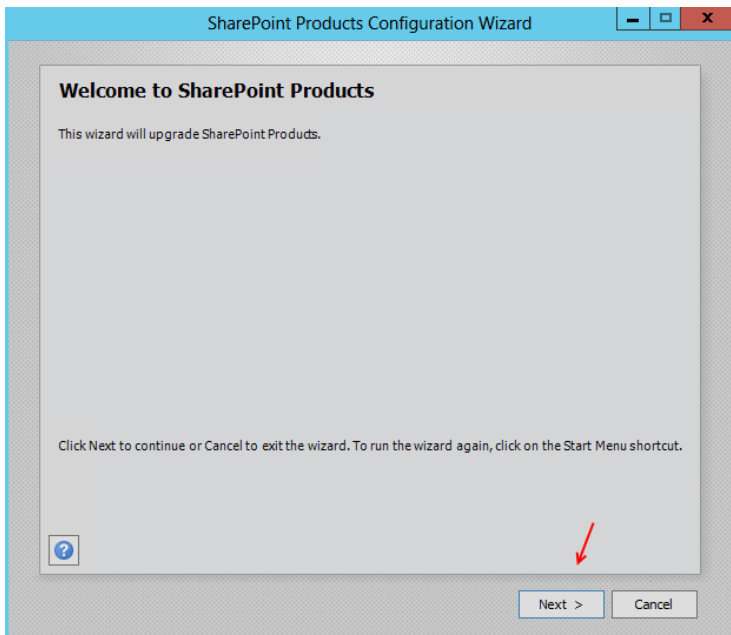 SharePoint Products Configuration Wizard
Welcome to SharePoint Products
This wizard will upgrade SharePoint Products.
Click Next to continue or Cancel to exit the wizard. To run the wizard again, click on the Start Menu shortcut.
?
Next >
Cancel